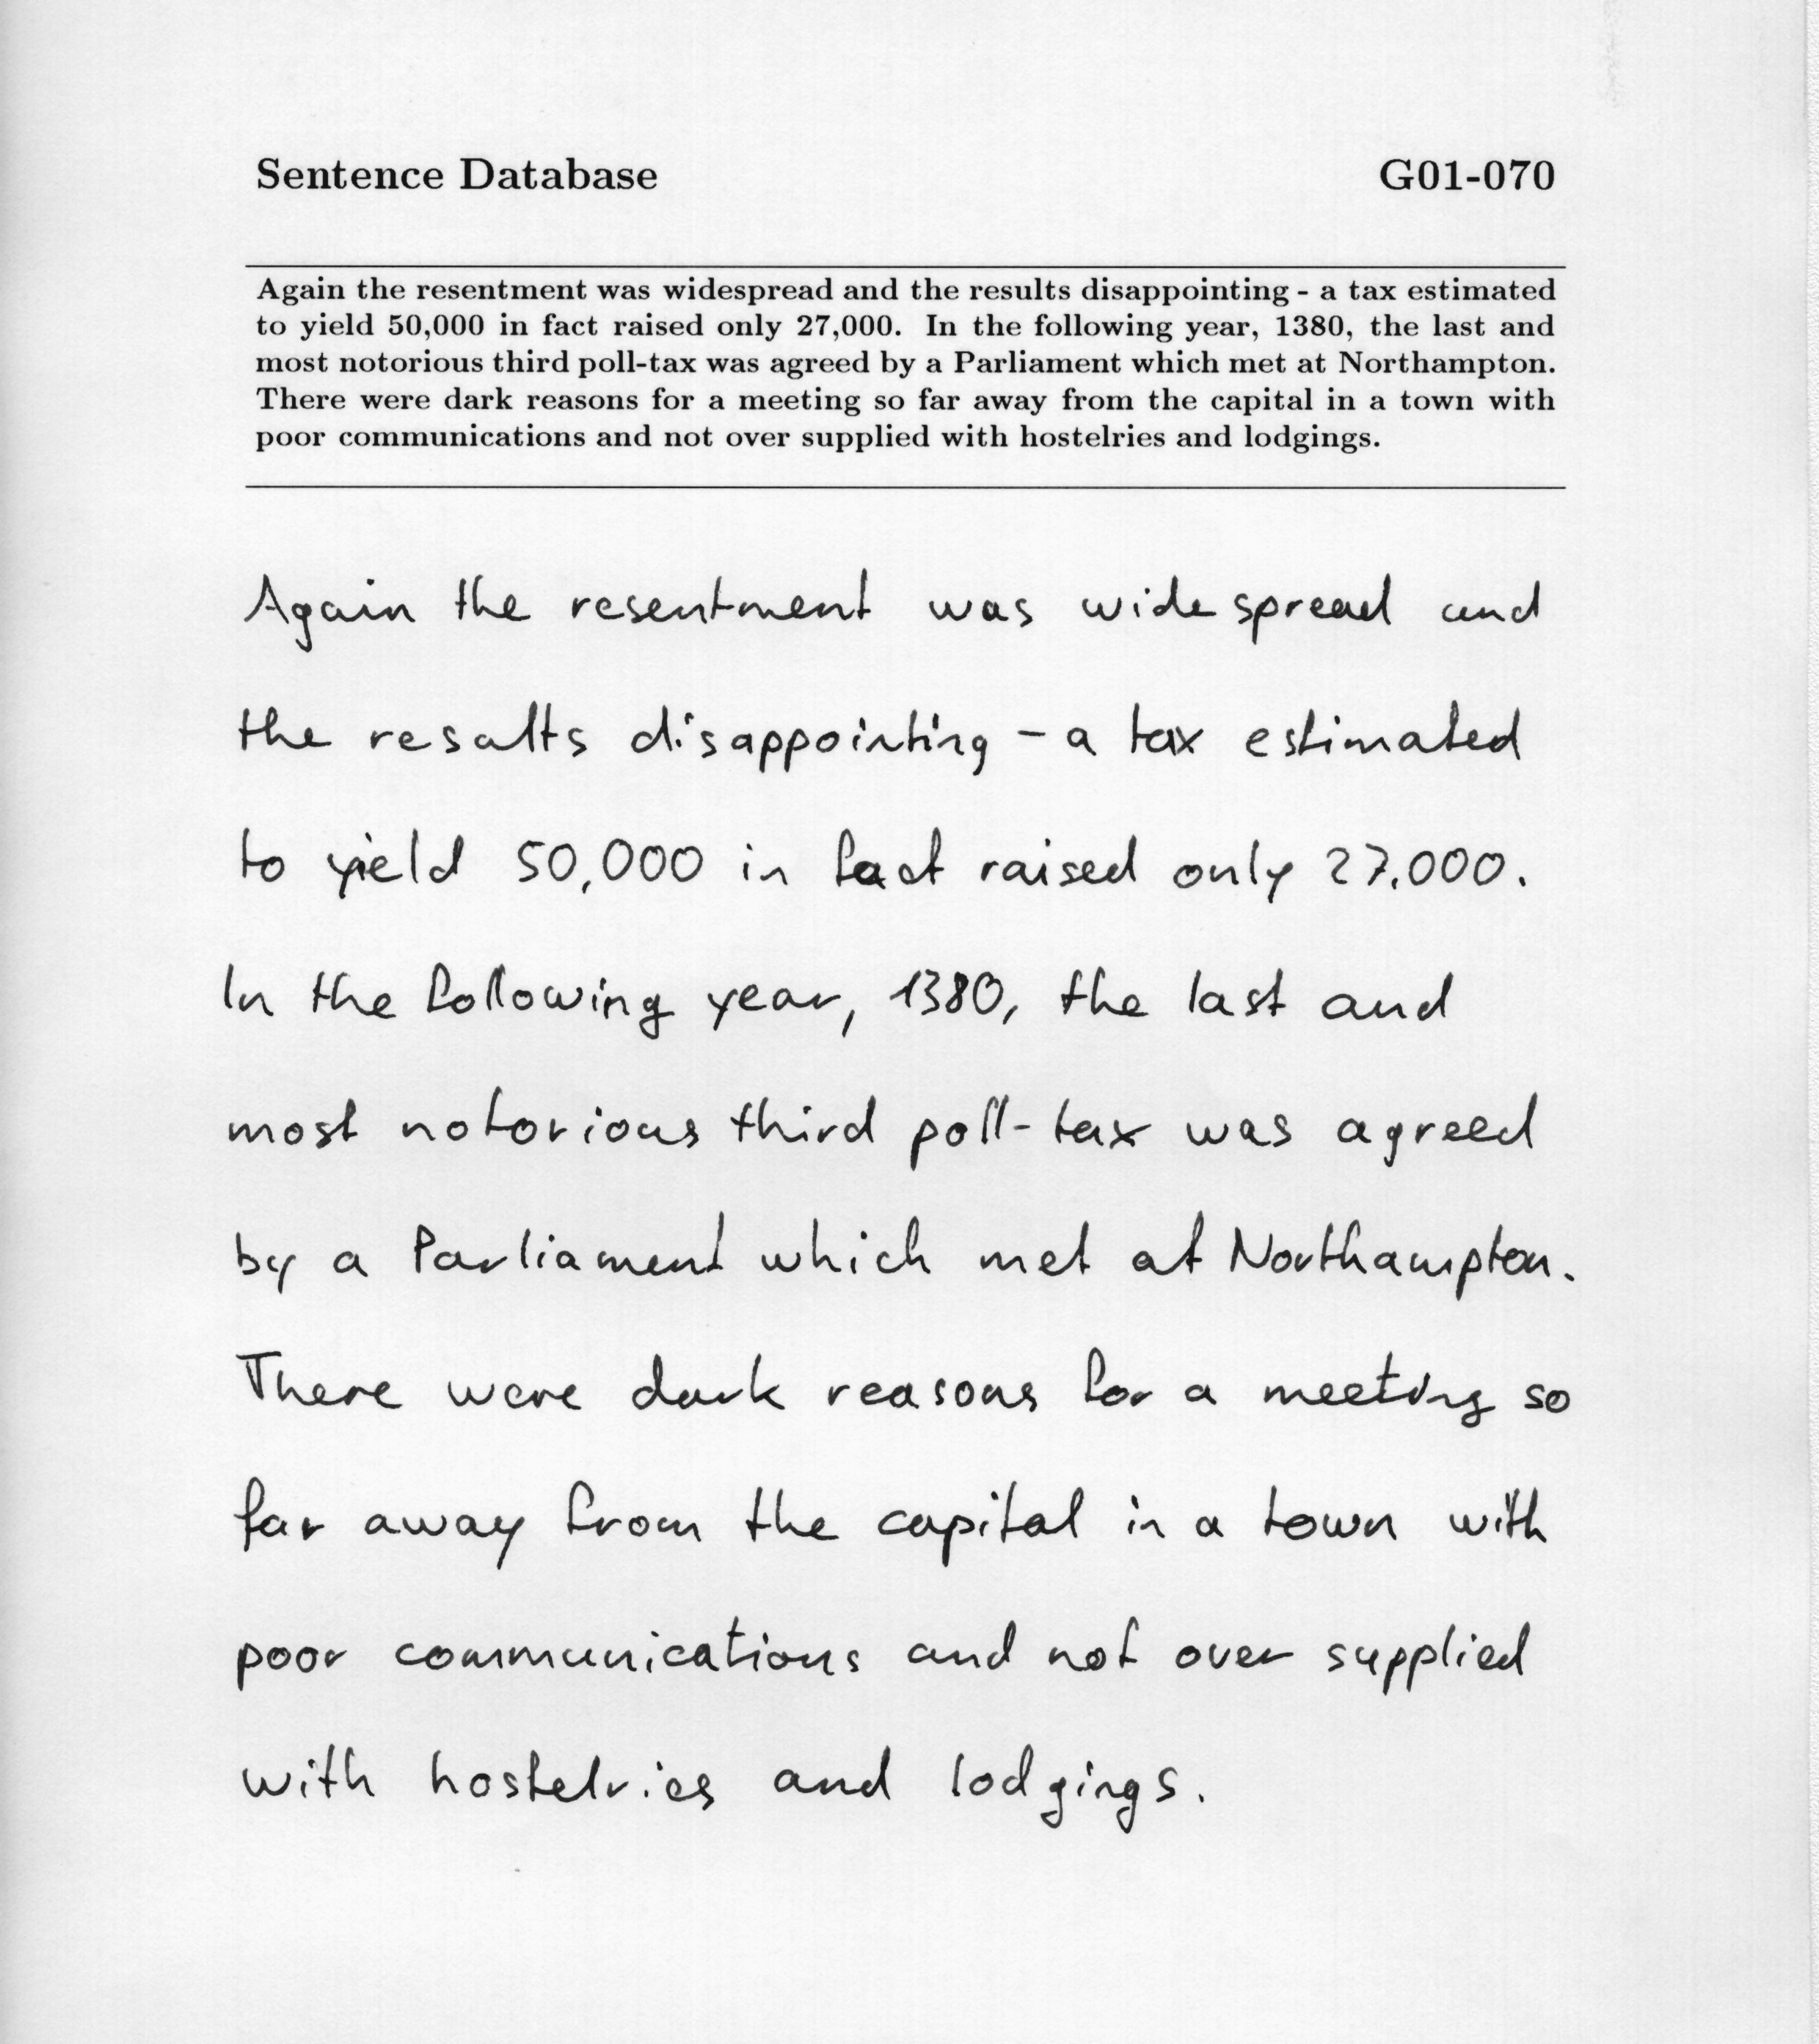 Sentence Database G01-070
Again the resentment was widespread and the results disappointing - a tax estimated
to yield 50,000 in fact raised only 27,000. In the following year, 1380, the last and
most notorious third poll-tax was agreed by a Parliament which met at Northampton.
There were dark reasons for a meeting so far away from the capital in a town with
poor communications and not over supplied with hostelries and lodgings.
Again the resentment was widespread and
the results disappointing - a tax estimated
to yield 50,000 in fact raised only 27,000.
In the following year, 1380, the last and
most notorious third poll-tax was agreed
by a Parliament which met at Northampton.
There were dark reasons for a meeting so
far away from the capital in a town with
poor communications and not over supplied
with hostelries and lodgings.